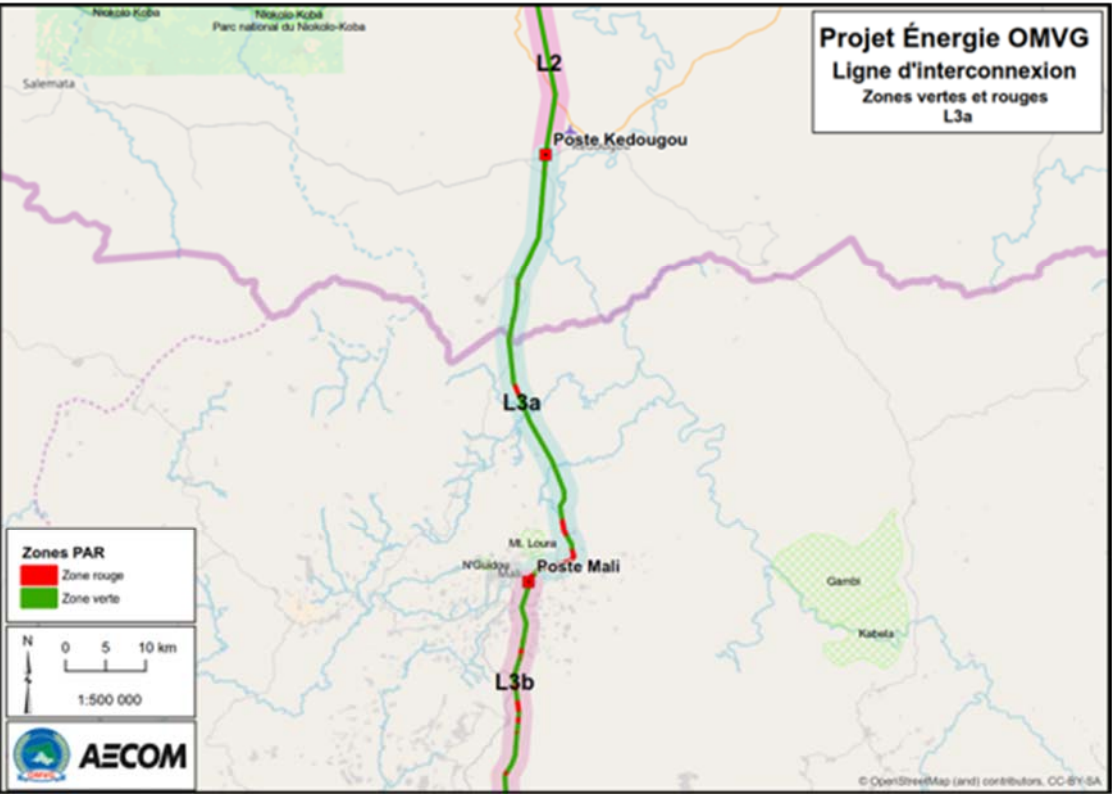 Niokolo Koba
Niokolo-Koba
Parc national du Niokolo-Koba
Projet Énergie OMVG
Ligne d'interconnexion
Zones vertes et rouges
L3a
L2
Salemata
Poste Kedougou
Kedougou
L3a
Mt. Loura
N'Guidou
Mali
Poste Mali
Gambi
Kabela
L3b
Zones PAR
Zone rouge
Zone verte
N
0 5 10 km
1:500 000
OMVG
AECOM
© OpenStreetMap (and) contributors, CC-BY-SA